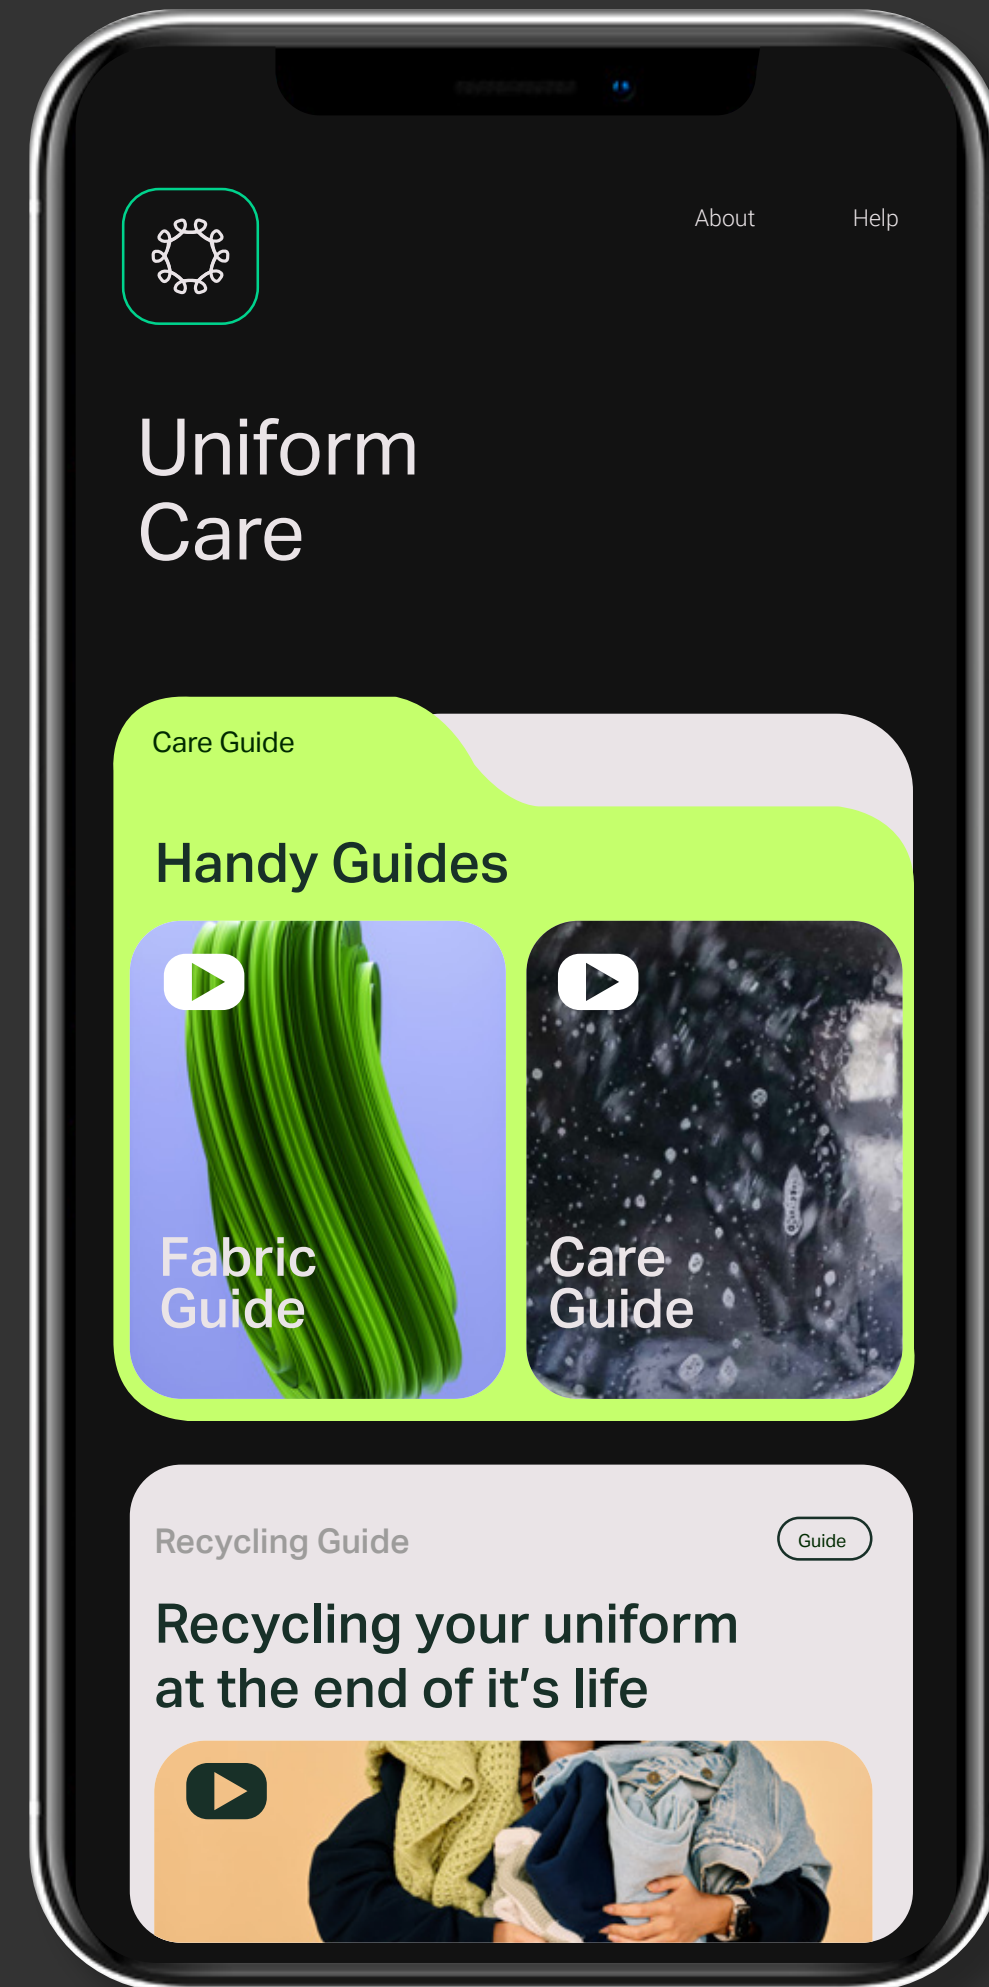 About Help
Uniform
Care
Care Guide
Handy Guides
Fabric
Guide
Care
Guide
Recycling Guide
Guide
Recycling your uniform
at the end of it’s life